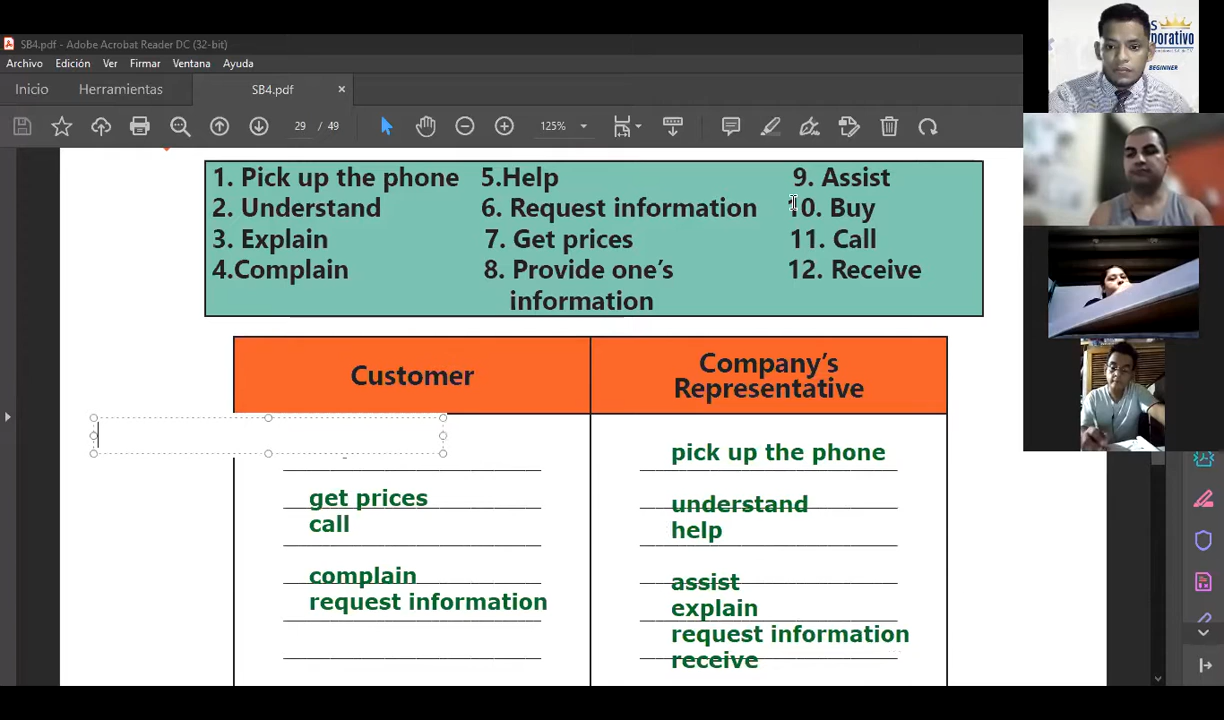 SB4.pdf - Adobe Acrobat Reader DC (32-bit)
Archivo Edición Ver Firmar Ventana Ayuda
Inicio Herramientas SB4.pdf ×
29 / 49 125%
1. Pick up the phone 5.Help 9. Assist
2. Understand 6. Request information 10. Buy
3. Explain 7. Get prices 11. Call
4.Complain 8. Provide one's 12. Receive
information
Customer Company's
Representative
pick up the phone
get prices understand
call help
complain assist
request information explain
request information
receive
S
porativo
BEGINNER